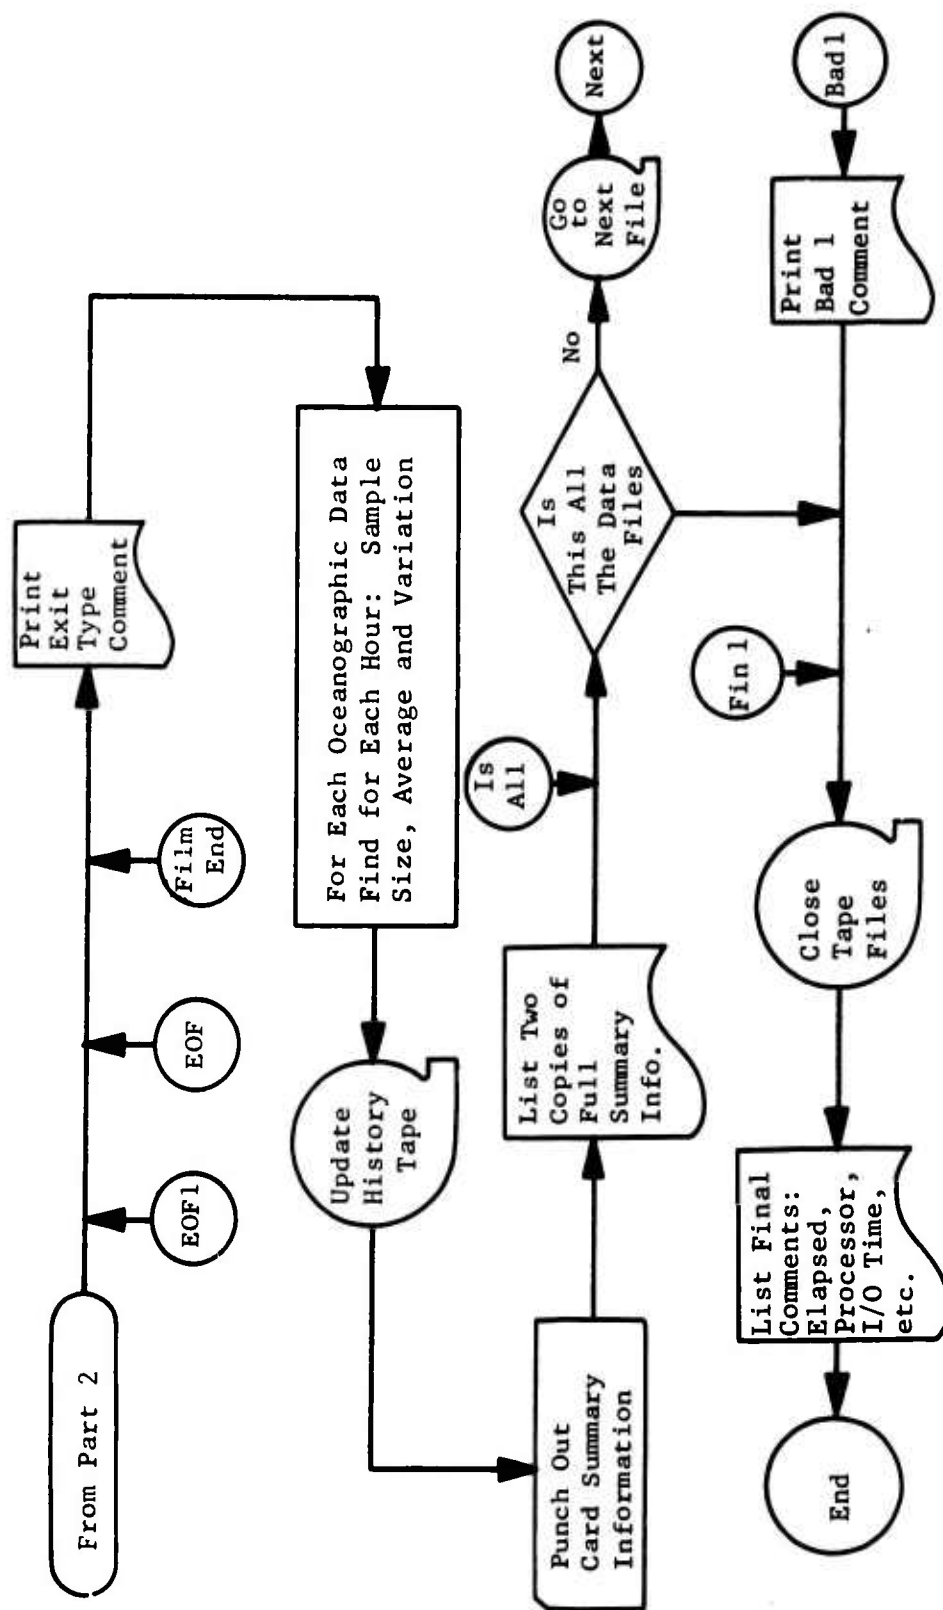 From Part 2
EOF1
EOF
Film
End
Print
Exit
Type
Comment
For Each Oceanographic Data
Find for Each Hour: Sample
Size, Average and Variation
Update
History
Tape
Punch Out
Card Summary
Information
List Two
Copies of
Full
Summary
Info.
Is
All
Is
This All
The Data
Files
No
Go
to
Next
File
Next
Bad1
Print
Bad 1
Comment
Fin 1
Close
Tape
Files
List Final
Comments:
Elapsed,
Processor,
I/O Time,
etc.
End